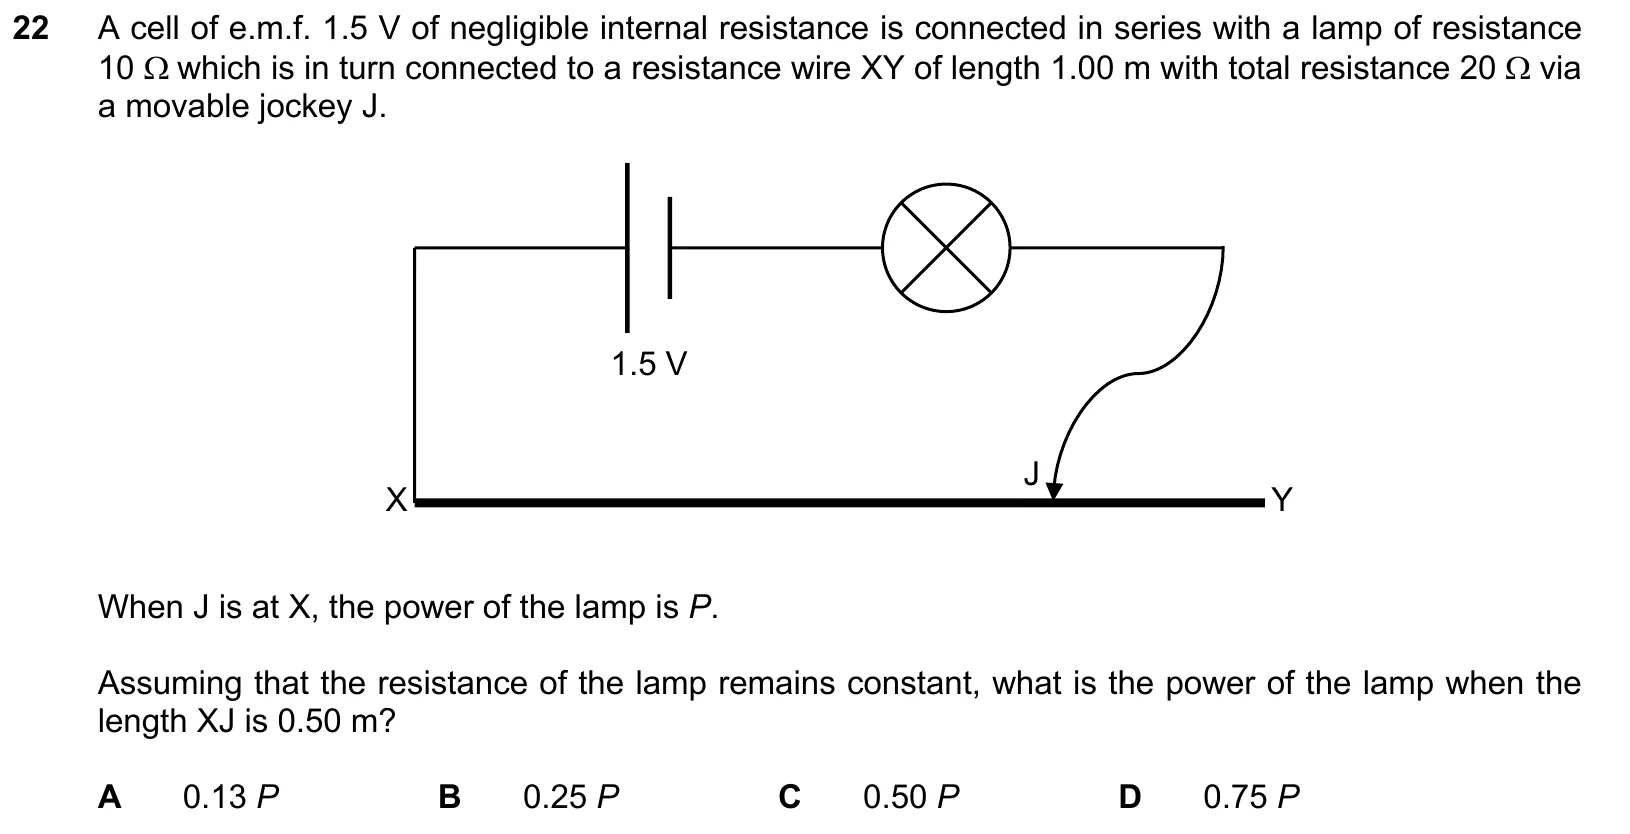 22 A cell of e.m.f. 1.5 V of negligible internal resistance is connected in series with a lamp of resistance
10 Ω which is in turn connected to a resistance wire XY of length 1.00 m with total resistance 20 Ω via
a movable jockey J.
1.5 V
J
X
Y
When J is at X, the power of the lamp is P.
Assuming that the resistance of the lamp remains constant, what is the power of the lamp when the
length XJ is 0.50 m?
A 0.13 P B 0.25 P C 0.50 P D 0.75 P